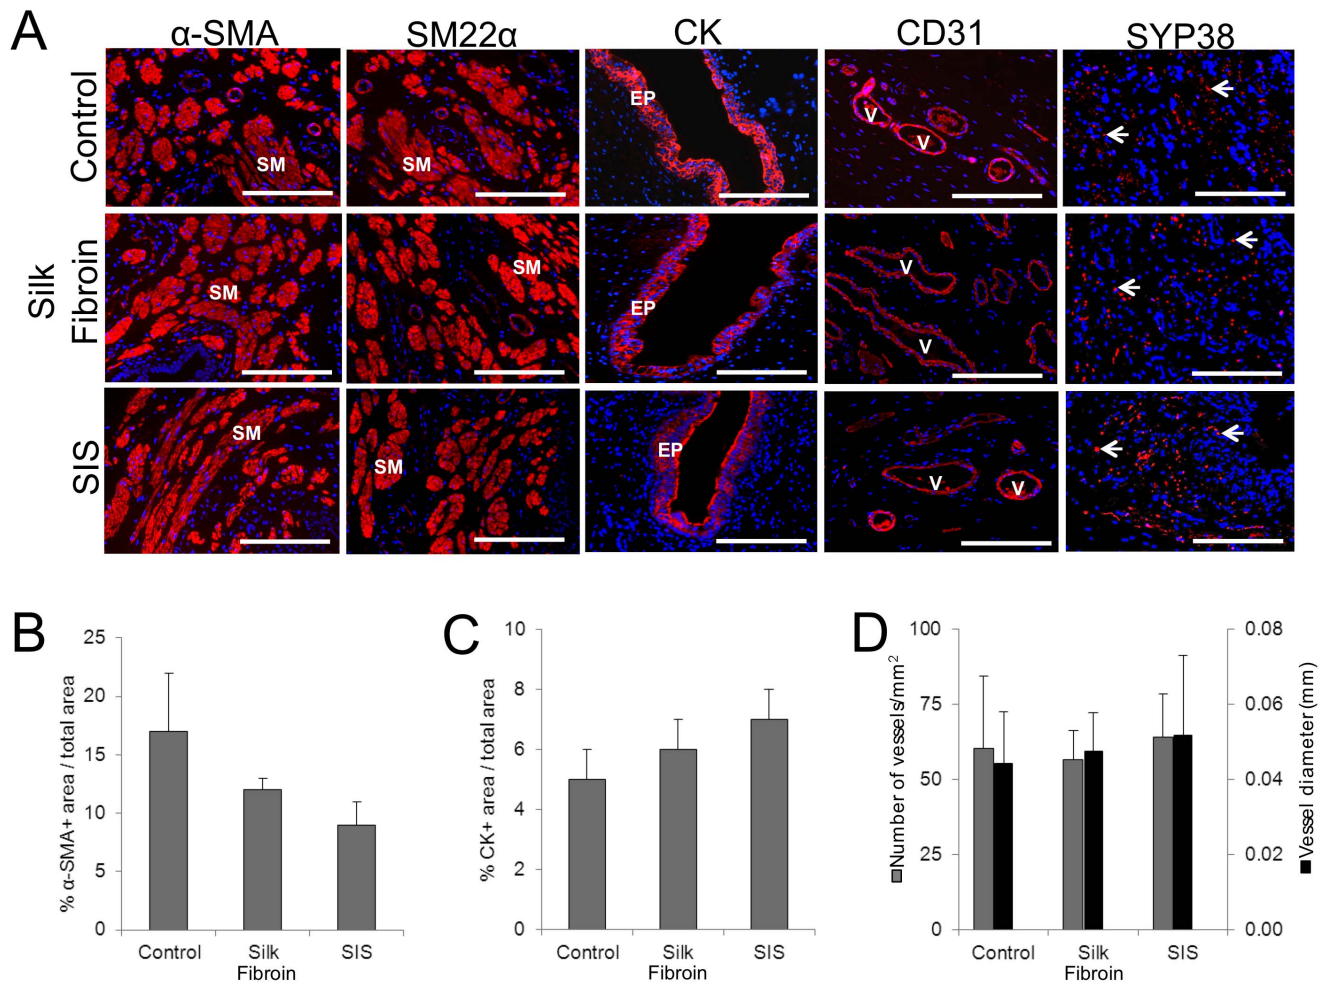 A
α-SMA
SM22α
CK
CD31
SYP38
Control
SM
SM
EP
V
V
Silk
Fibroin
SM
SM
EP
V
V
SIS
SM
SM
EP
V
V
B
% α-SMA+ area / total area
25
20
15
10
5
0
Control
Silk
Fibroin
SIS
C
% CK+ area / total area
10
8
6
4
2
0
Control
Silk
Fibroin
SIS
D
Number of vessels/mm²
100
75
50
25
0
Control
Silk
Fibroin
SIS
0.08
0.06
0.04
0.02
0.00
Vessel diameter (mm)